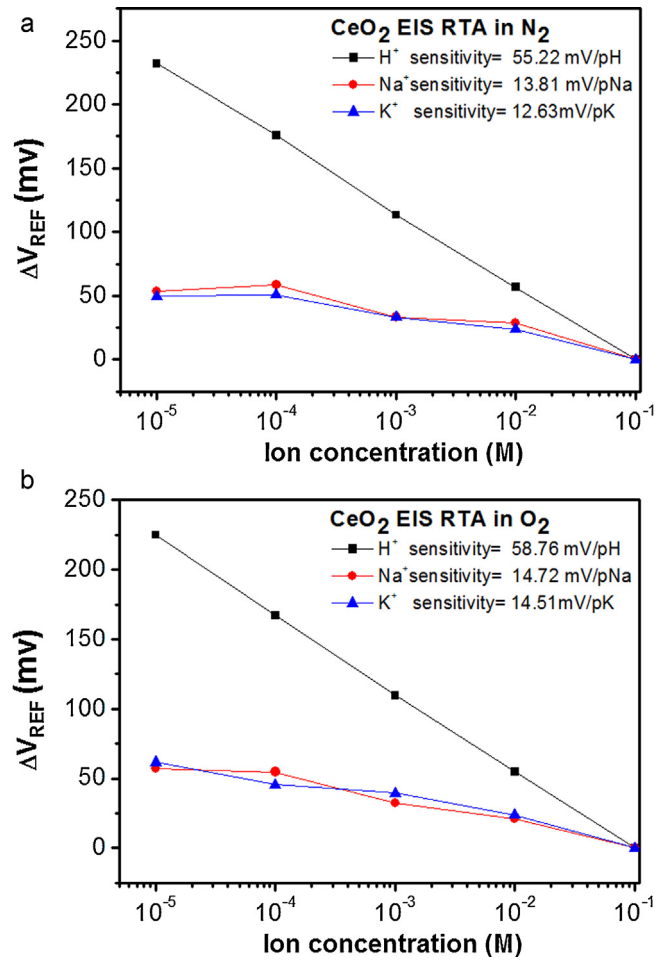 a
CeO₂ EIS RTA in N₂
H⁺ sensitivity= 55.22 mV/pH
Na⁺sensitivity= 13.81 mV/pNa
K⁺ sensitivity= 12.63mV/pK
250
200
150
100
50
0
ΔV_REF (mv)
10⁻⁵ 10⁻⁴ 10⁻³ 10⁻² 10⁻¹
Ion concentration (M)
b
CeO₂ EIS RTA in O₂
H⁺ sensitivity= 58.76 mV/pH
Na⁺sensitivity= 14.72 mV/pNa
K⁺ sensitivity= 14.51mV/pK
250
200
150
100
50
0
ΔV_REF (mv)
10⁻⁵ 10⁻⁴ 10⁻³ 10⁻² 10⁻¹
Ion concentration (M)